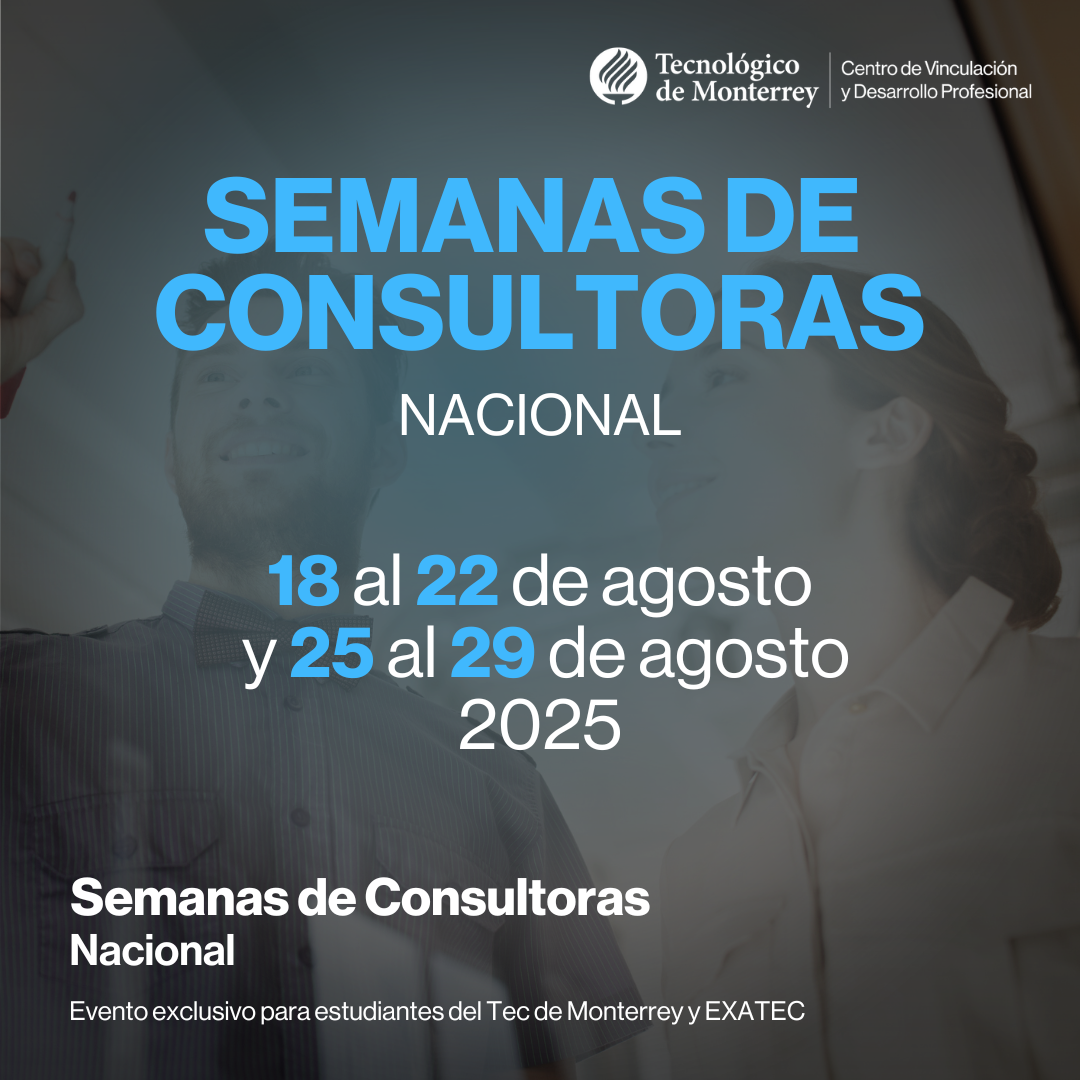 Tecnológico
de Monterrey
Centro de Vinculación
y Desarrollo Profesional
SEMANAS DE
CONSULTORAS
NACIONAL
18 al 22 de agosto
y 25 al 29 de agosto
2025
Semanas de Consultoras
Nacional
Evento exclusivo para estudiantes del Tec de Monterrey y EXATEC